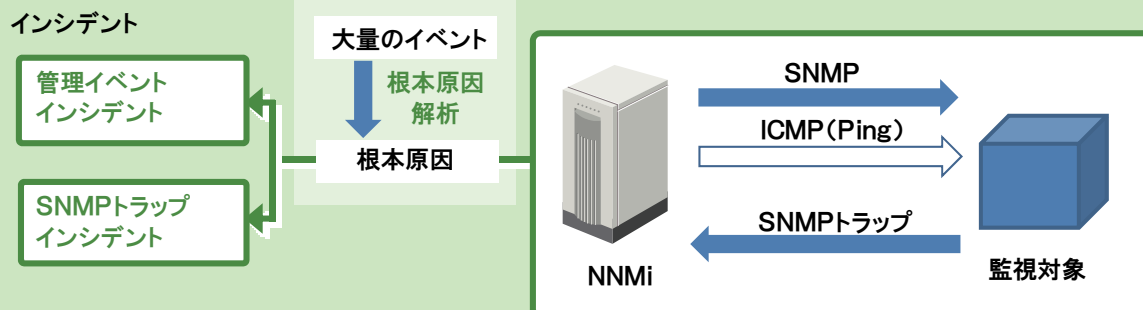 インシデント
管理イベント
インシデント
SNMPトラップ
インシデント
大量のイベント
根本原因
解析
根本原因
SNMP
ICMP（Ping）
SNMPトラップ
NNMi
監視対象